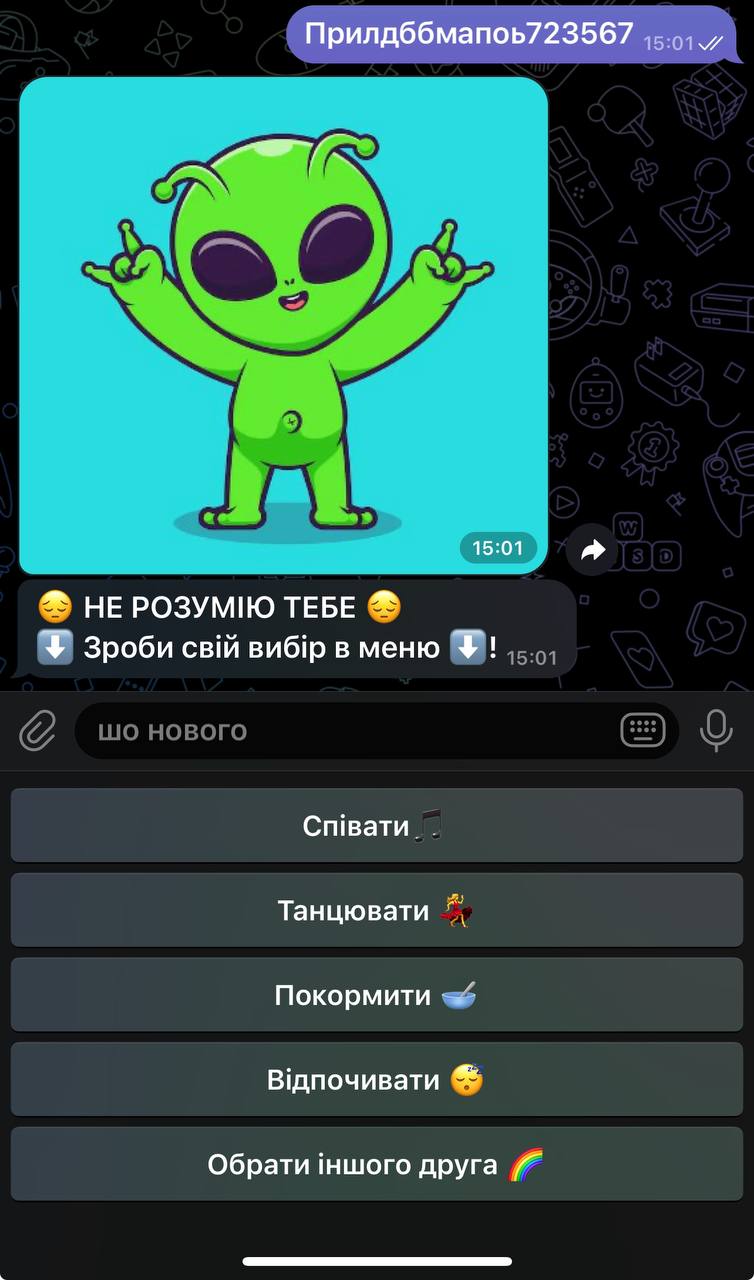 Прилдббмапоь723567 15:01
15:01
W
S D
😔 НЕ РОЗУМІЮ ТЕБЕ 😔
⬇️ Зроби свій вибір в меню ⬇️! 15:01
шо нового
Співати🎵
Танцювати 💃
Покормити 🥣
Відпочивати 😴
Обрати іншого друга 🌈